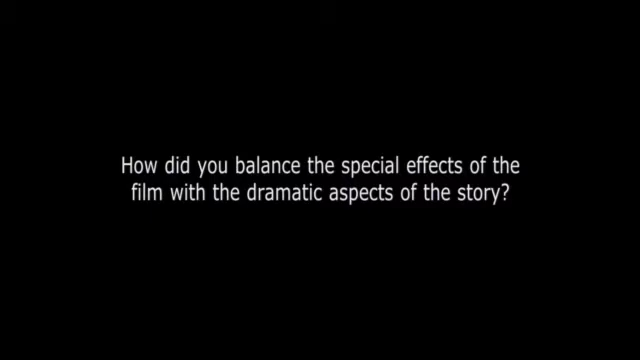 How did you balance the special effects of the
film with the dramatic aspects of the story?